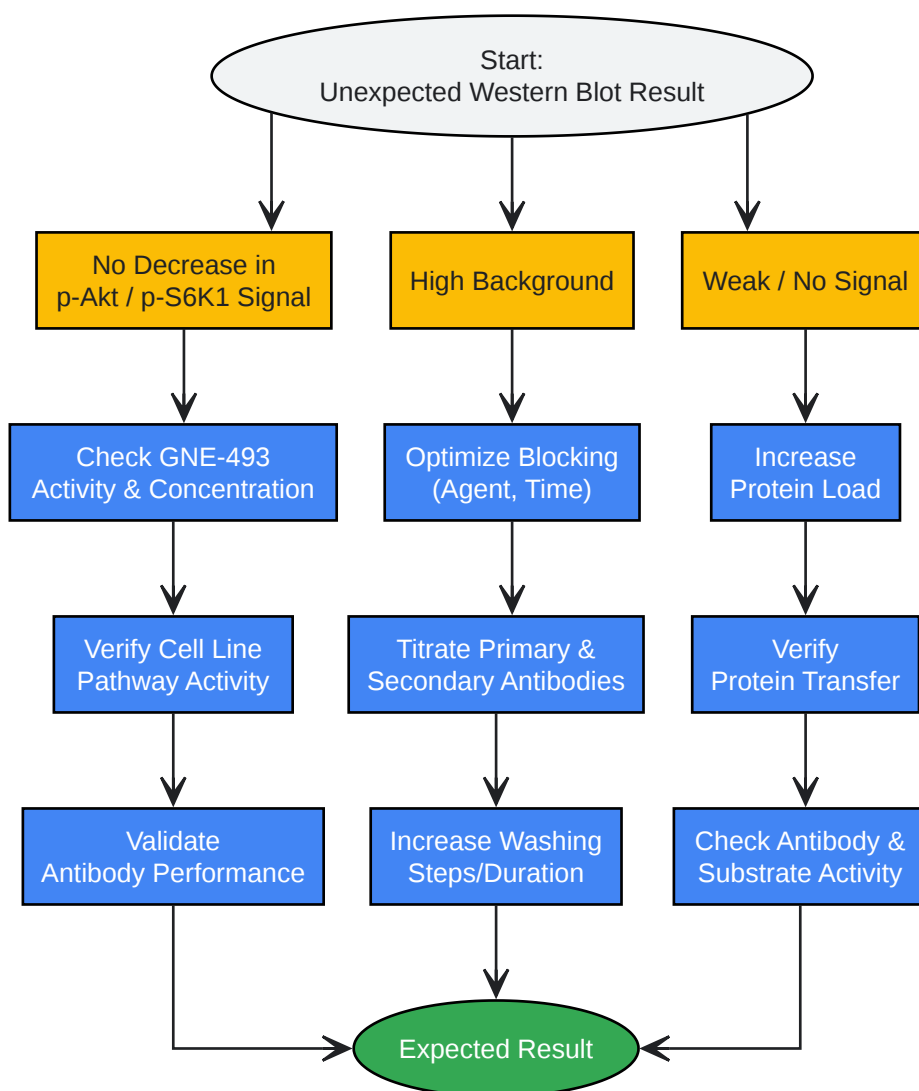 Start:
Unexpected Western Blot Result
No Decrease in
p-Akt / p-S6K1 Signal
High Background
Weak / No Signal
Check GNE-493
Activity & Concentration
Optimize Blocking
(Agent, Time)
Increase
Protein Load
Verify Cell Line
Pathway Activity
Titrate Primary &
Secondary Antibodies
Verify
Protein Transfer
Validate
Antibody Performance
Increase Washing
Steps/Duration
Check Antibody &
Substrate Activity
Expected Result